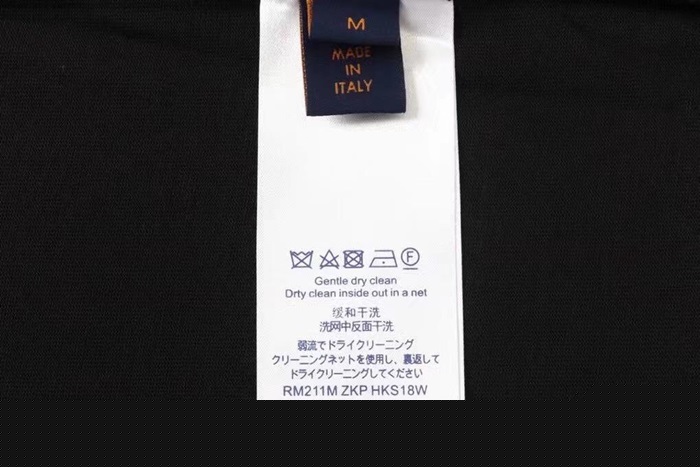 M
MADE
IN
ITALY
F
Gentle dry clean
Drty clean inside out in a net
缓和干洗
洗网中反面干洗
弱流でドライクリーニング
クリーニングネットを使用し、裏返して
ドライクリーニングしてください
RM211M ZKP HKS18W